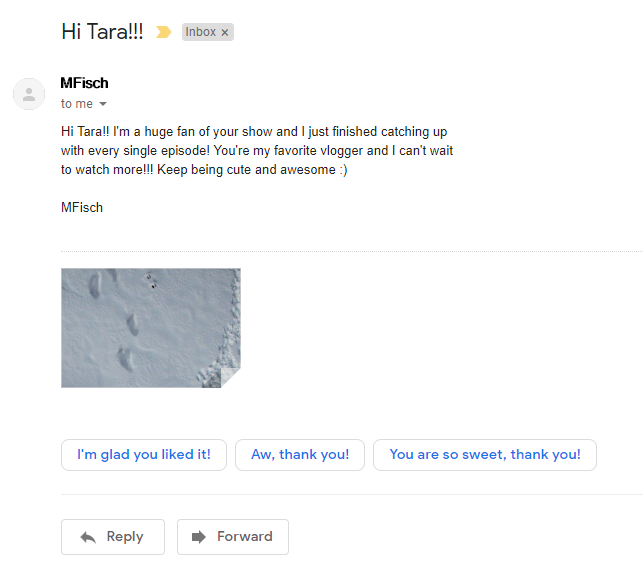 Hi Tara!!!
Inbox ×
MFisch
to me
Hi Tara!! I'm a huge fan of your show and I just finished catching up
with every single episode! You're my favorite vlogger and I can't wait
to watch more!!! Keep being cute and awesome :)
MFisch
I'm glad you liked it!
Aw, thank you!
You are so sweet, thank you!
Reply
Forward